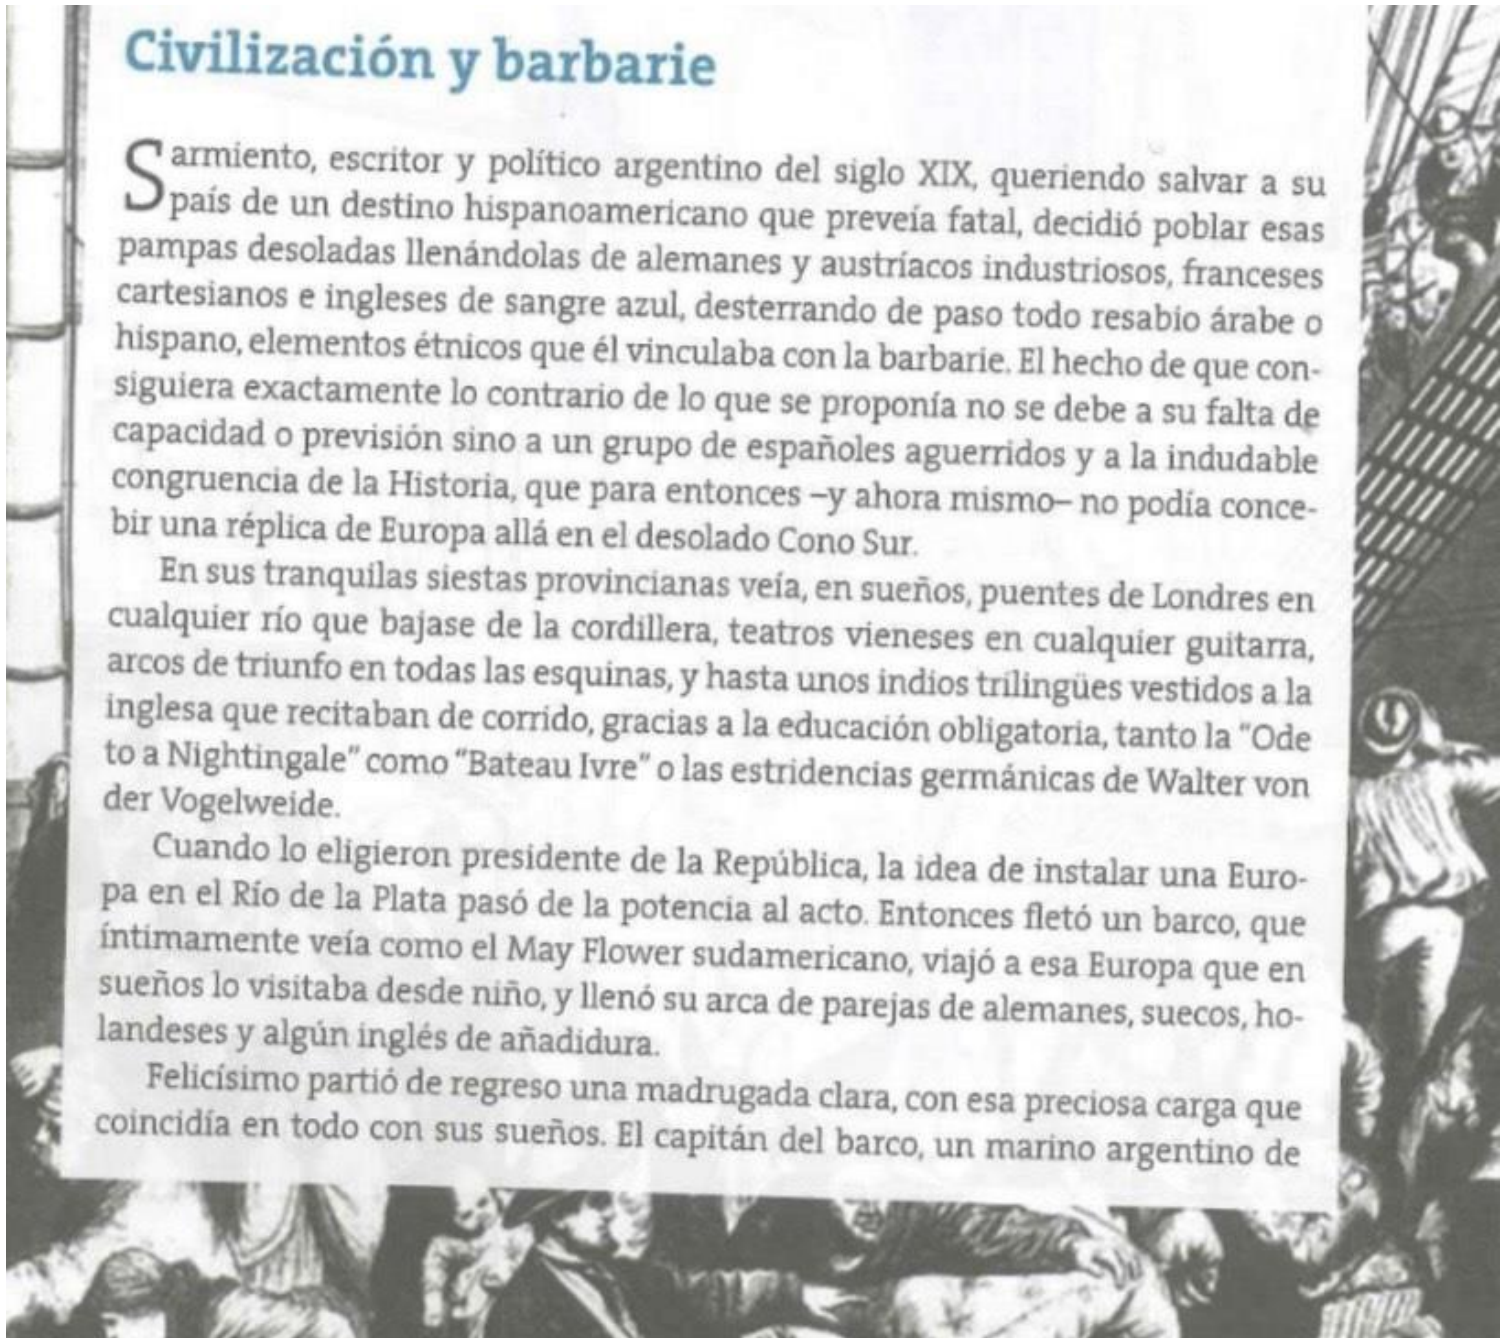 Civilización y barbarie
Sarmiento, escritor y político argentino del siglo XIX, queriendo salvar a su
país de un destino hispanoamericano que preveía fatal, decidió poblar esas
pampas desoladas llenándolas de alemanes y austríacos industriosos, franceses
cartesianos e ingleses de sangre azul, desterrando de paso todo resabio árabe o
hispano, elementos étnicos que él vinculaba con la barbarie. El hecho de que con-
siguiera exactamente lo contrario de lo que se proponía no se debe a su falta de
capacidad o previsión sino a un grupo de españoles aguerridos y a la indudable
congruencia de la Historia, que para entonces –y ahora mismo– no podía conce-
bir una réplica de Europa allá en el desolado Cono Sur.
En sus tranquilas siestas provincianas veía, en sueños, puentes de Londres en
cualquier río que bajase de la cordillera, teatros vieneses en cualquier guitarra,
arcos de triunfo en todas las esquinas, y hasta unos indios trilingües vestidos a la
inglesa que recitaban de corrido, gracias a la educación obligatoria, tanto la "Ode
to a Nightingale" como "Bateau Ivre" o las estridencias germánicas de Walter von
der Vogelweide.
Cuando lo eligieron presidente de la República, la idea de instalar una Euro-
pa en el Río de la Plata pasó de la potencia al acto. Entonces fletó un barco, que
íntimamente veía como el May Flower sudamericano, viajó a esa Europa que en
sueños lo visitaba desde niño, y llenó su arca de parejas de alemanes, suecos, ho-
landeses y algún inglés de añadidura.
Felicísimo partió de regreso una madrugada clara, con esa preciosa carga que
coincidía en todo con sus sueños. El capitán del barco, un marino argentino de